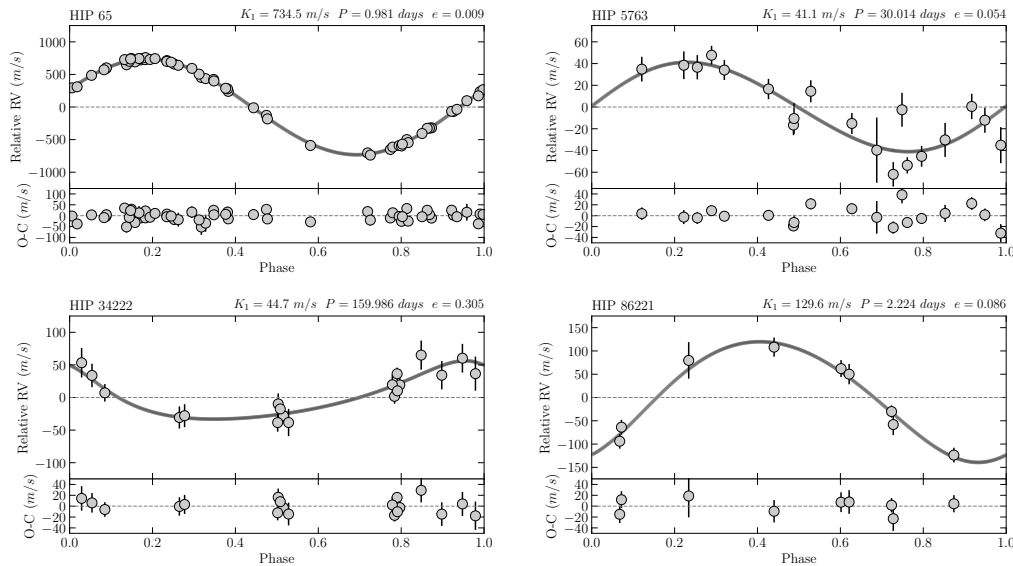 HIP 65 K₁ = 734.5 m/s P = 0.981 days e = 0.009
1000
500
0
−500
−1000
Relative RV (m/s)
100
50
0
−50
−100
O-C (m/s)
0.0 0.2 0.4 0.6 0.8 1.0
Phase
HIP 5763 K₁ = 41.1 m/s P = 30.014 days e = 0.054
60
40
20
0
−20
−40
−60
Relative RV (m/s)
40
20
0
−20
−40
O-C (m/s)
0.0 0.2 0.4 0.6 0.8 1.0
Phase
HIP 34222 K₁ = 44.7 m/s P = 159.986 days e = 0.305
100
50
0
−50
−100
Relative RV (m/s)
40
20
0
−20
−40
O-C (m/s)
0.0 0.2 0.4 0.6 0.8 1.0
Phase
HIP 86221 K₁ = 129.6 m/s P = 2.224 days e = 0.086
150
100
50
0
−50
−100
−150
Relative RV (m/s)
40
20
0
−20
−40
O-C (m/s)
0.0 0.2 0.4 0.6 0.8 1.0
Phase